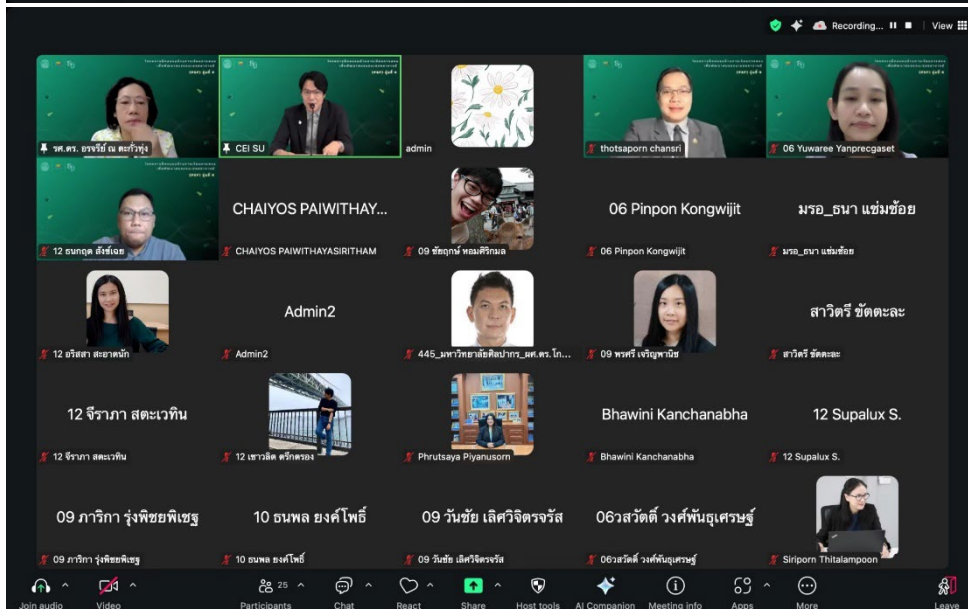 Recording...
View
รศ.ดร. อรจรีย์ ณ ตะกั่วทุ่ง
CEI SU
admin
thotsaporn chansri
06 Yuwaree Yanprecgaset
12 ธนกฤต สังข์เฉย
CHAIYOS PAIWITHAY...
CHAIYOS PAIWITHAYASIRITHAM
09 ชัยฤกษ์ หอมศิริกมล
06 Pinpon Kongwijit
06 Pinpon Kongwijit
มรอ_ธนา แซ่มช้อย
มรอ_ธนา แซ่มช้อย
12 อริสสา สะอาดนัก
Admin2
Admin2
445_มหาวิทยาลัยศิลปากร_ผศ.ดร.โก...
09 พรศรี เจริญพานิช
สาวิตรี ขัตตะละ
สาวิตรี ขัตตะละ
12 จีราภา สตะเวทิน
12 จีราภา สตะเวทิน
12 เชาวลิต ตรีกตรอง
Phrutsaya Piyanusorn
Bhawini Kanchanabha
Bhawini Kanchanabha
12 Supalux S.
12 Supalux S.
09 ภาริกา รุ่งพิชยพิเชฐ
09 ภาริกา รุ่งพิชยพิเชฐ
10 ธนพล ยงค์โพธิ์
10 ธนพล ยงค์โพธิ์
09 วันชัย เลิศวิจิตรจรัส
09 วันชัย เลิศวิจิตรจรัส
06วสวัตติ์ วงศ์พันธุเศรษฐ์
06วสวัตติ์ วงศ์พันธุเศรษฐ์
Siriporn Thitalampoon
Join audio
Video
25
Participants
Chat
React
Share
Host tools
AI Companion
Meeting info
Apps
More
Leave